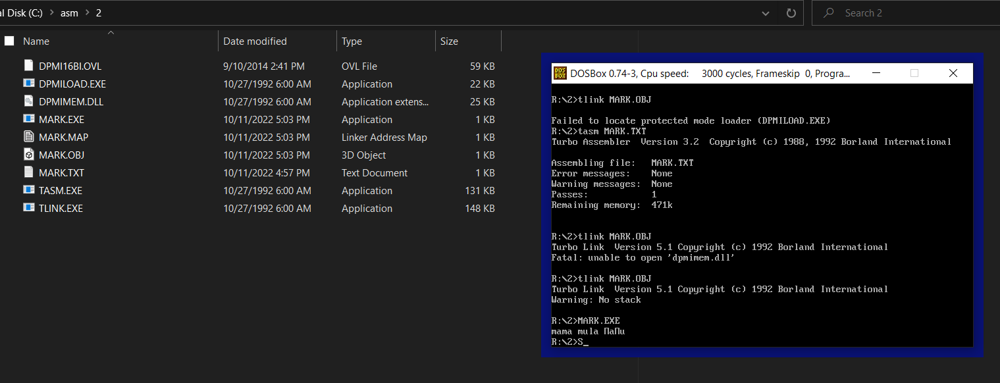 al Disk (C:) > asm > 2
Search 2
Name Date modified Type Size
DPMI16BI.OVL 9/10/2014 2:41 PM OVL File 59 KB
DPMILOAD.EXE 10/27/1992 6:00 AM Application 22 KB
DPMIMEM.DLL 10/27/1992 6:00 AM Application extens... 25 KB
MARK.EXE 10/11/2022 5:03 PM Application 1 KB
MARK.MAP 10/11/2022 5:03 PM Linker Address Map 1 KB
MARK.OBJ 10/11/2022 5:03 PM 3D Object 1 KB
MARK.TXT 10/11/2022 4:57 PM Text Document 1 KB
TASM.EXE 10/27/1992 6:00 AM Application 131 KB
TLINK.EXE 10/27/1992 6:00 AM Application 148 KB
DOS BOX
DOSBox 0.74-3, Cpu speed: 3000 cycles, Frameskip 0, Progra...
R:\2>tlink MARK.OBJ
Failed to locate protected mode loader (DPMILOAD.EXE)
R:\2>tasm MARK.TXT
Turbo Assembler Version 3.2 Copyright (c) 1988, 1992 Borland International
Assembling file: MARK.TXT
Error messages: None
Warning messages: None
Passes: 1
Remaining memory: 471k
R:\2>tlink MARK.OBJ
Turbo Link Version 5.1 Copyright (c) 1992 Borland International
Fatal: unable to open 'dpmimem.dll'
R:\2>tlink MARK.OBJ
Turbo Link Version 5.1 Copyright (c) 1992 Borland International
Warning: No stack
R:\2>MARK.EXE
mama mula ПаПи
R:\2>S_